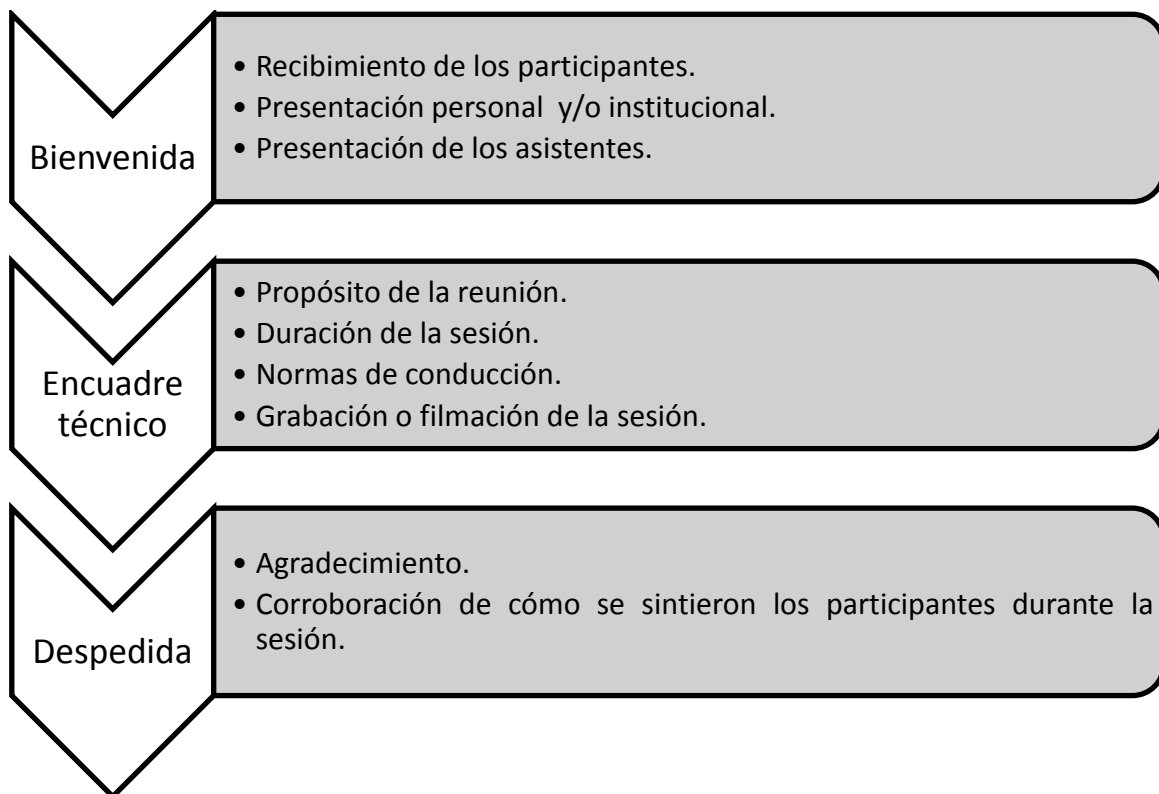 Bienvenida
• Recibimiento de los participantes.
• Presentación personal  y/o institucional.
• Presentación de los asistentes.
Encuadre
técnico
• Propósito de la reunión.
• Duración de la sesión.
• Normas de conducción.
• Grabación o filmación de la sesión.
Despedida
• Agradecimiento.
• Corroboración de cómo se sintieron los participantes durante la
sesión.